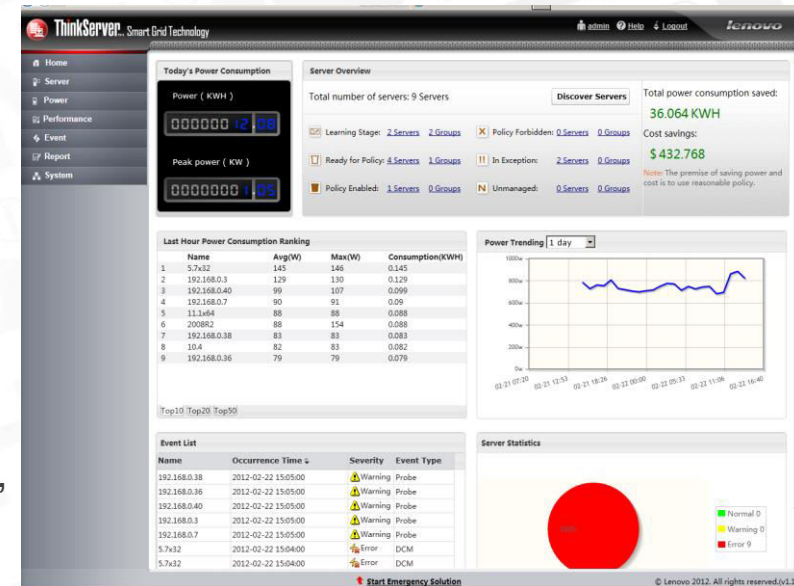 ThinkServer... Smart Grid Technology
admin Help Logout lenovo
Home
Server
Power
Performance
Event
Report
System
Today's Power Consumption
Power ( KWH )
000000 12.08
Peak power ( KW )
0000000 1.05
Server Overview
Total number of servers: 9 Servers
Discover Servers
Learning Stage: 2 Servers 2 Groups
Policy Forbidden: 0 Servers 0 Groups
Ready for Policy: 4 Servers 1 Groups
In Exception: 2 Servers 0 Groups
Policy Enabled: 1 Servers 0 Groups
N Unmanaged: 0 Servers 0 Groups
Total power consumption saved:
36.064 KWH
Cost savings:
$ 432.768
Note: The premise of saving power and
cost is to use reasonable policy.
Last Hour Power Consumption Ranking
Name Avg(W) Max(W) Consumption(KWH)
1 5.7x32 145 146 0.145
2 192.168.0.3 129 130 0.129
3 192.168.0.40 99 107 0.099
4 192.168.0.7 90 91 0.09
5 11.1x64 88 88 0.088
6 2008R2 88 154 0.088
7 192.168.0.38 83 83 0.083
8 10.4 82 83 0.082
9 192.168.0.36 79 79 0.079
Top10 Top20 Top50
Power Trending 1 day
1000w
800w
600w
400w
200w
0w
02-21 07:20 02-21 12:53 02-21 18:26 02-22 00:00 02-22 05:33 02-22 11:06 02-22 16:40
Event List
Name Occurrence Time Severity Event Type
192.168.0.38 2012-02-22 15:05:00 Warning Probe
192.168.0.36 2012-02-22 15:05:00 Warning Probe
192.168.0.40 2012-02-22 15:05:00 Warning Probe
192.168.0.3 2012-02-22 15:05:00 Warning Probe
192.168.0.7 2012-02-22 15:05:00 Warning Probe
5.7x32 2012-02-22 15:04:00 Error DCM
5.7x32 2012-02-22 15:04:00 Error DCM
Server Statistics
100%
Normal 0
Warning 0
Error 9
Start Emergency Solution
© Lenovo 2012. All rights reserved.(v1.
,